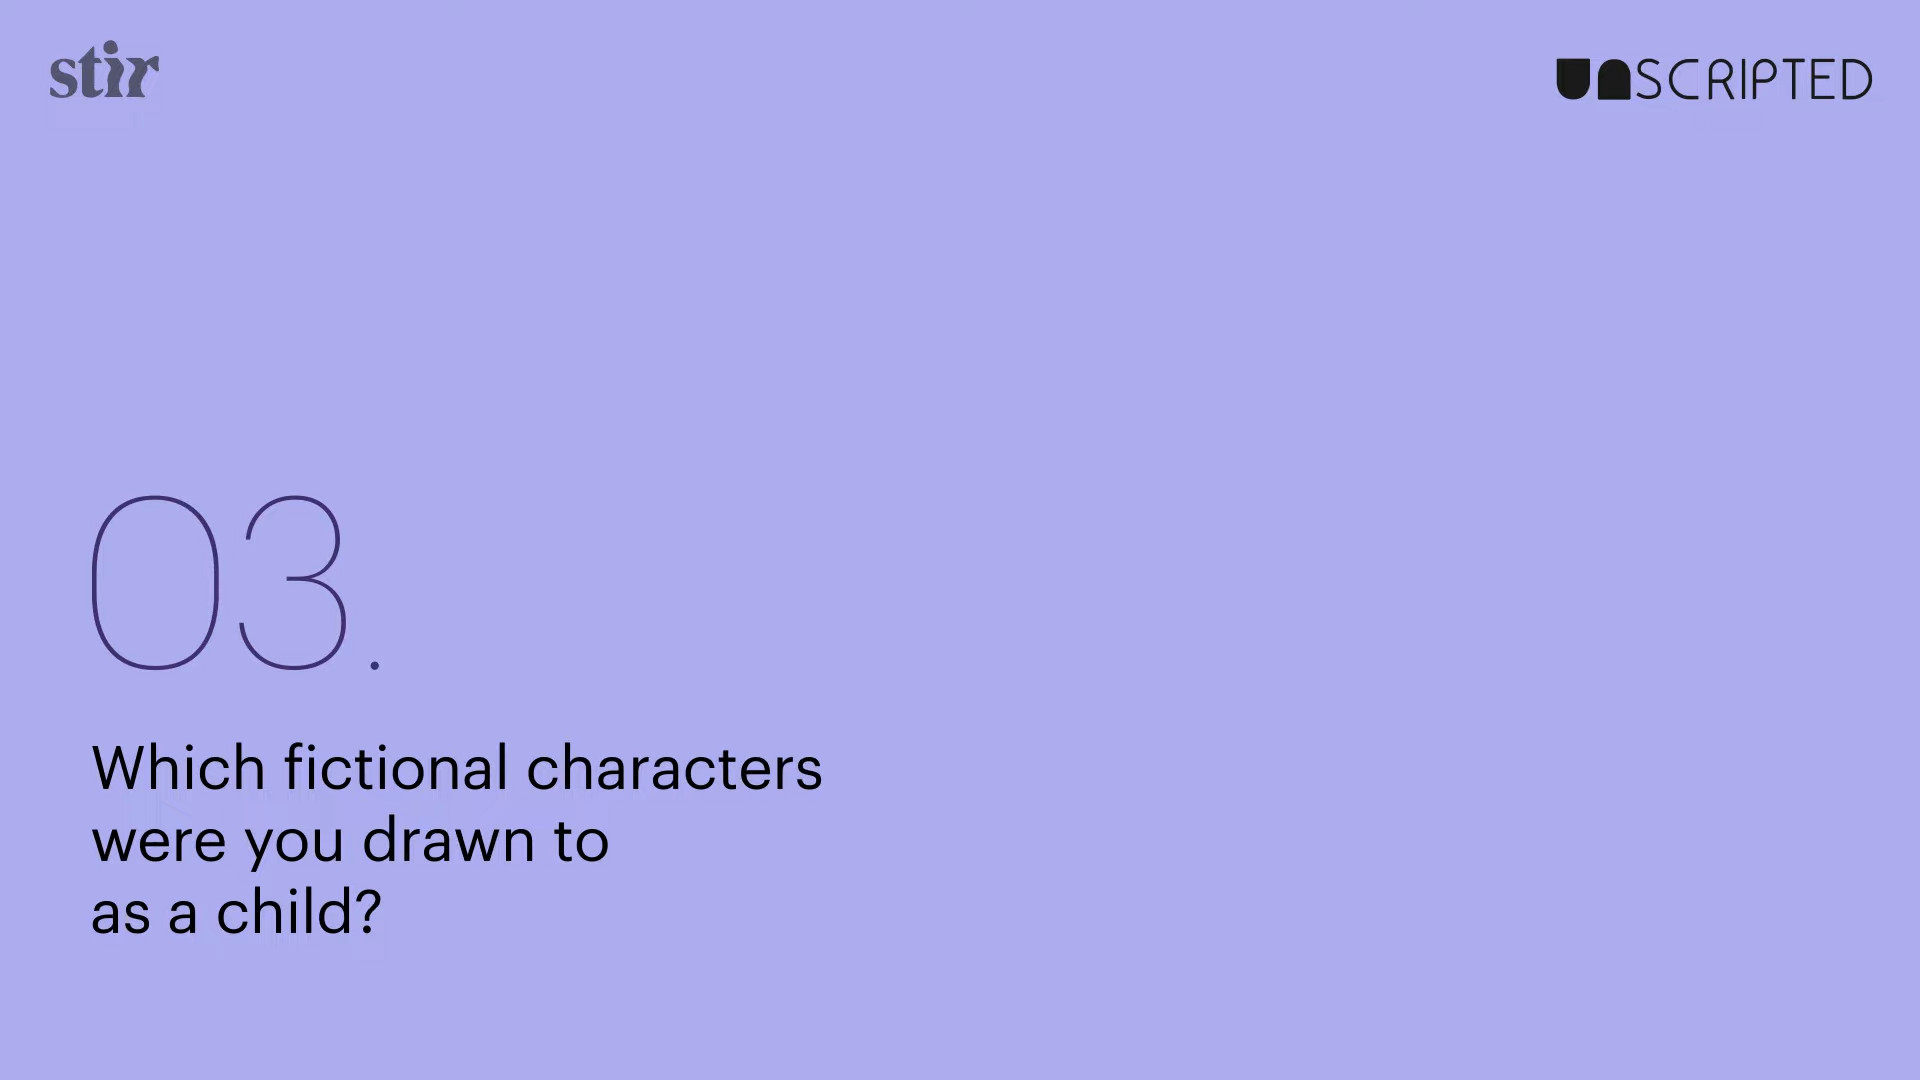 stir
UNSCRIPTED
03.
Which fictional characters
were you drawn to
as a child?